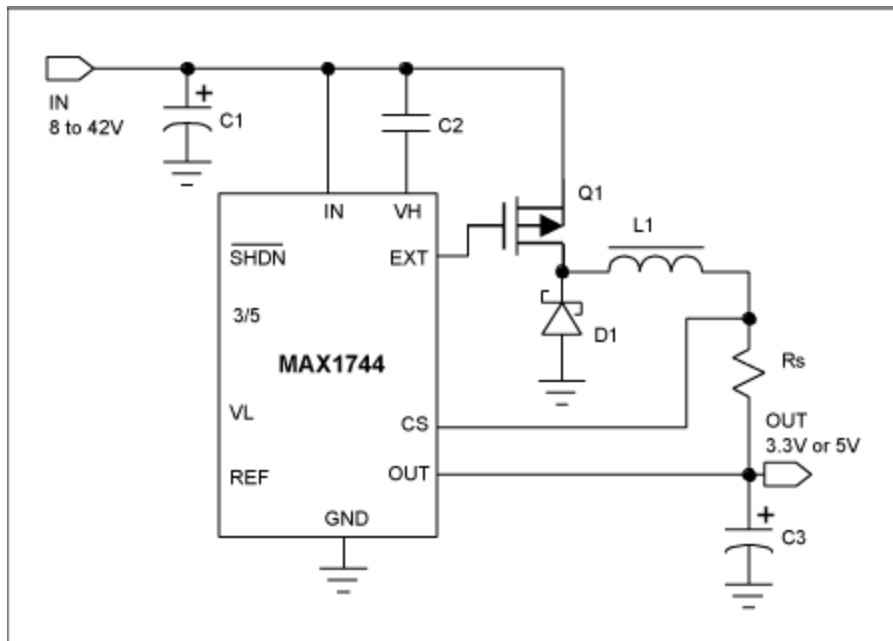 IN
8 to 42V
+
C1
C2
IN
VH
Q1
SHDN
EXT
L1
3/5
D1
MAX1744
Rs
VL
CS
OUT
3.3V or 5V
REF
OUT
GND
+
C3